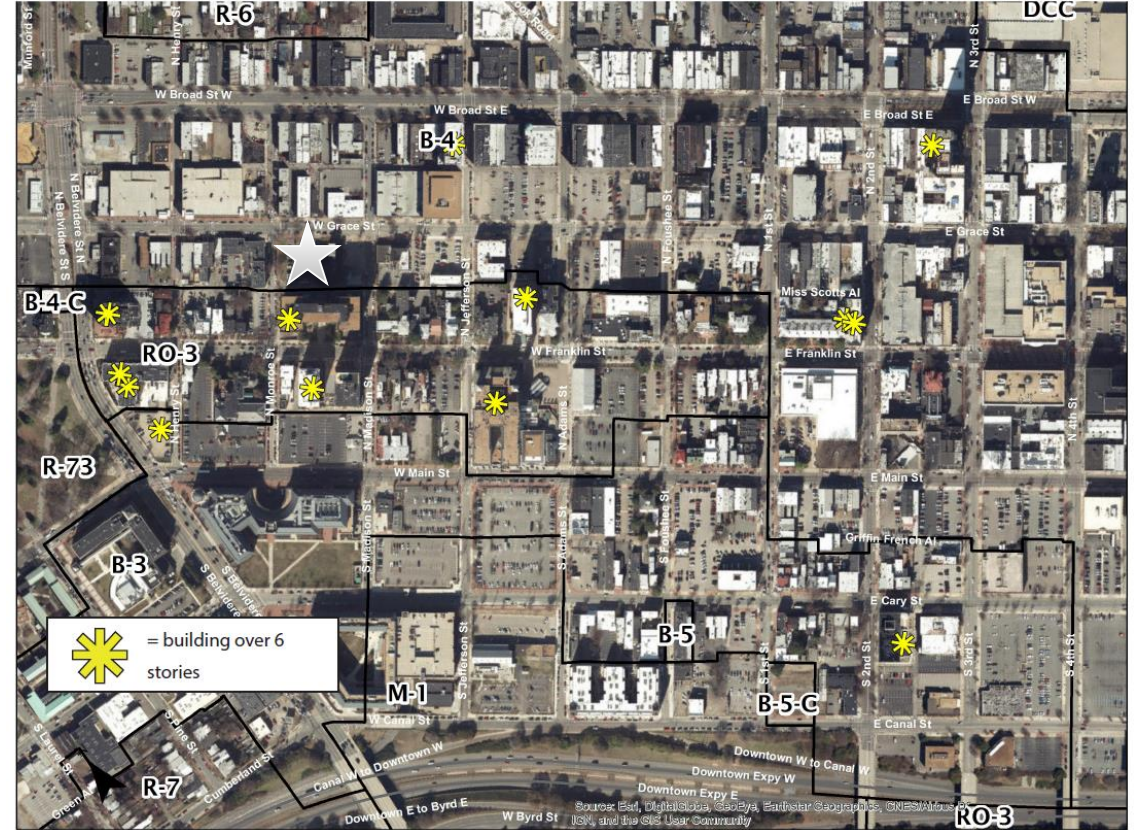 R-6
DCC
Mumford St
N Henry St
N 3rd St
W Broad St W
E Broad St W
W Broad St E
E Broad St E
B-4
N Belvidere St N
N Belvidere St S
N 2nd St
W Grace St
E Grace St
N Foushee St
N 1st St
N Jefferson St
B-4-C
Miss Scotts Al
RO-3
W Franklin St
E Franklin St
N Henry St
N Monroe St
N Madison St
N Adams St
N 4th St
R-73
W Main St
E Main St
S Madison St
S Adams St
S Foushee St
Griffin French Al
B-3
S Belvidere
S Belvidere
E Cary St
= building over 6
stories
B-5
S Jefferson St
S 1st St
S 2nd St
S 3rd St
S 4th St
M-1
B-5-C
W Canal St
E Canal St
S Laurel St
S Pine St
Cumberland St
Canal W to Downtown W
Downtown W to Canal W
Downtown Expy W
R-7
Green Al
Downtown E to Byrd E
Downtown Expy E
W Byrd St
Source: Esri, DigitalGlobe, GeoEye, Earthstar Geographics, CNES/Airbus
IGN, and the GIS User Community
RO-3